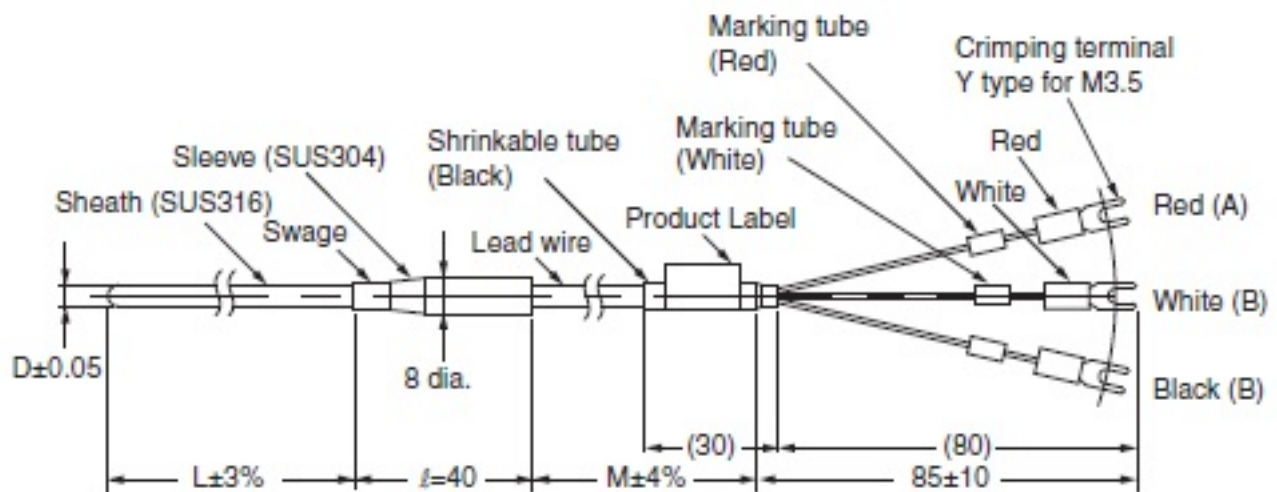 Marking tube
(Red)
Crimping terminal
Y type for M3.5
Marking tube
(White)
Shrinkable tube
(Black)
Sleeve (SUS304)
Red
Sheath (SUS316)
White
Red (A)
Swage
Product Label
Lead wire
White (B)
D±0.05
8 dia.
Black (B)
(30)
(80)
L±3%
ℓ=40
M±4%
85±10